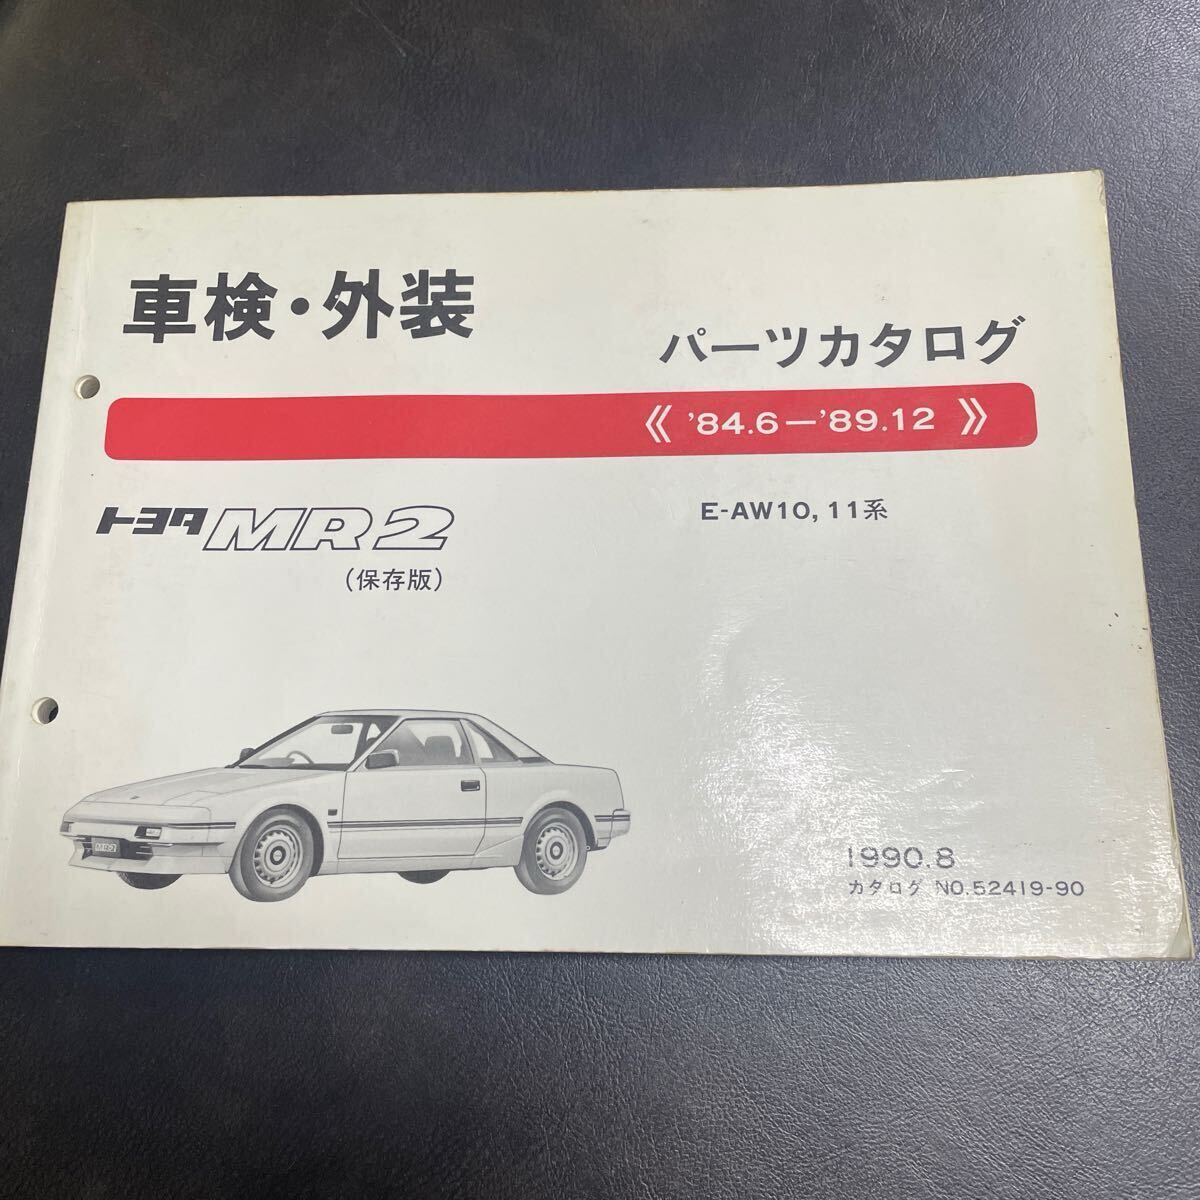 車検・外装
パーツカタログ
《 '84.6－'89.12 》
トヨタ MR2
(保存版)
E-AW10, 11系
MR2
1990.8
カタログ NO.52419-90